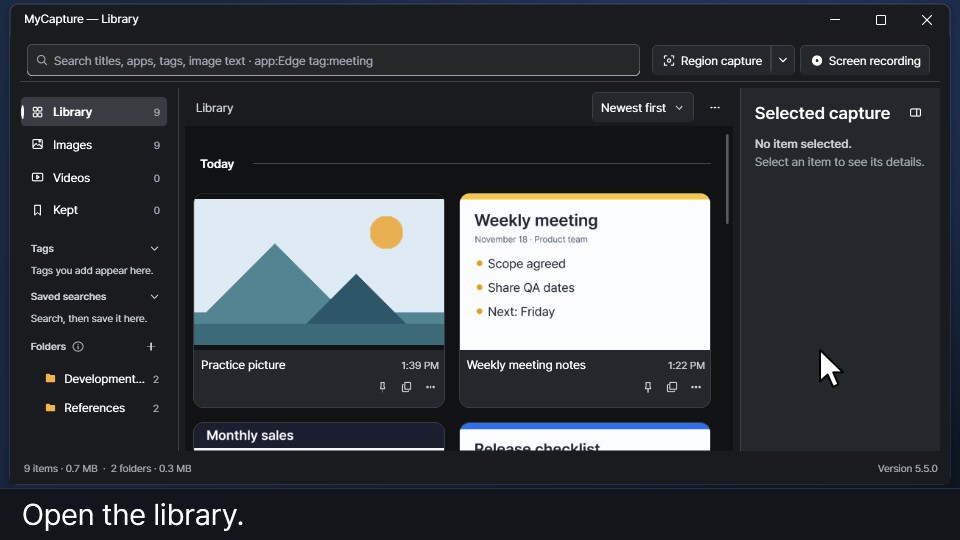 MyCapture — Library
Search titles, apps, tags, image text · app:Edge tag:meeting
Region capture
Screen recording
Library 9
Images 9
Videos 0
Kept 0
Tags
Tags you add appear here.
Saved searches
Search, then save it here.
Folders
Development... 2
References 2
Library
Newest first
Today
Practice picture 1:39 PM
Weekly meeting
November 18 · Product team
Scope agreed
Share QA dates
Next: Friday
Weekly meeting notes 1:22 PM
Monthly sales
Release checklist
Selected capture
No item selected.
Select an item to see its details.
9 items · 0.7 MB · 2 folders · 0.3 MB
Version 5.5.0
Open the library.